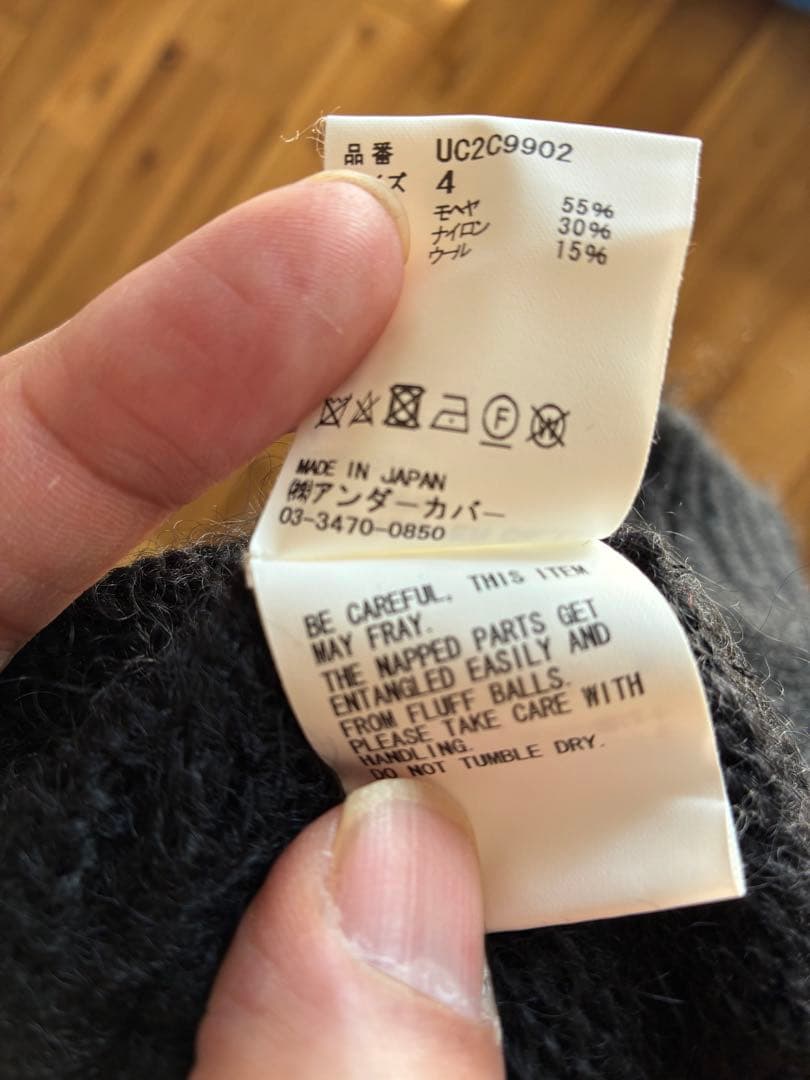 品番 UC2C9902
ズ 4
モヘヤ 55%
ナイロン 30%
ウール 15%
F
W
MADE IN JAPAN
㈱アンダーカバー
03-3470-0850
BE CAREFUL, THIS ITEM
MAY FRAY.
THE NAPPED PARTS GET
ENTANGLED EASILY AND
FROM FLUFF BALLS.
PLEASE TAKE CARE WITH
HANDLING.
DO NOT TUMBLE DRY.